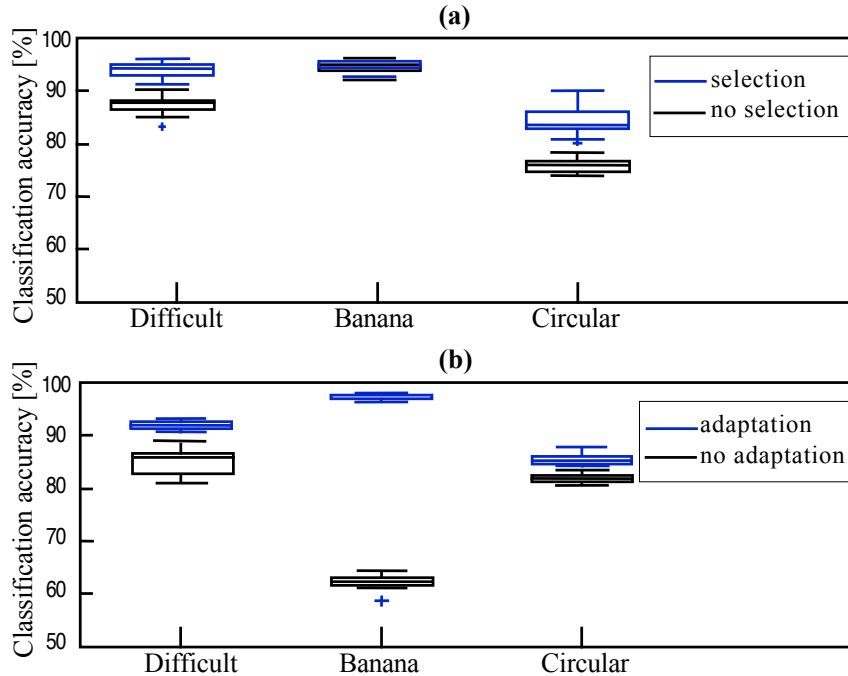 (a)
Classification accuracy [%]
100
90
80
70
60
50
selection
no selection
Difficult Banana Circular
(b)
Classification accuracy [%]
100
90
80
70
60
50
adaptation
no adaptation
Difficult Banana Circular